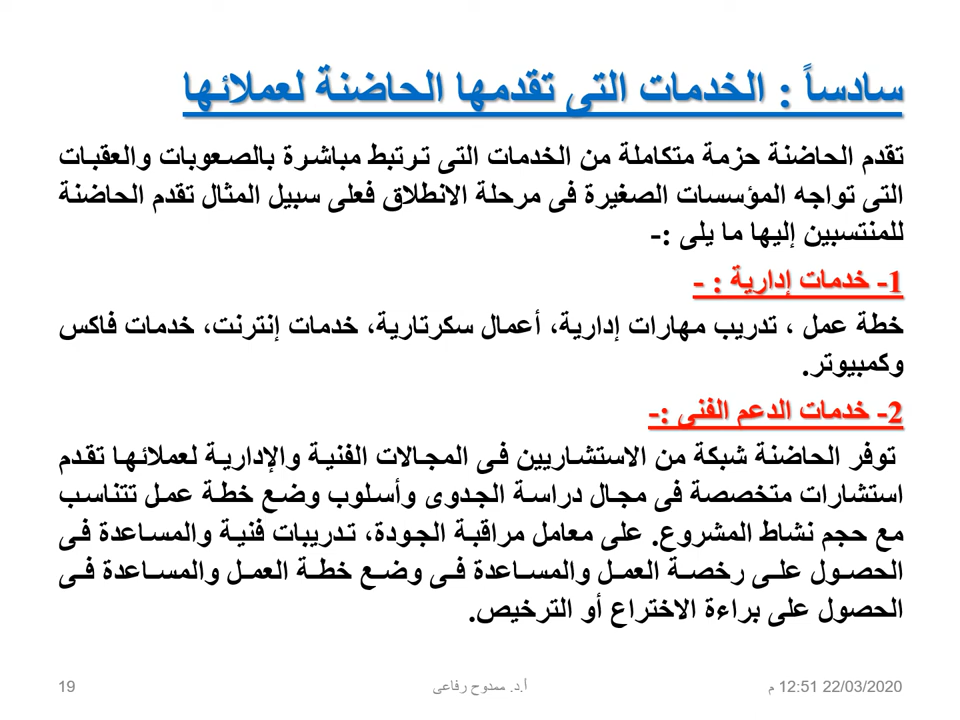 سادساً : الخدمات التى تقدمها الحاضنة لعملائها
تقدم الحاضنة حزمة متكاملة من الخدمات التى ترتبط مباشرة بالصعوبات والعقبات
التى تواجه المؤسسات الصغيرة فى مرحلة الانطلاق فعلى سبيل المثال تقدم الحاضنة
للمنتسبين إليها ما يلى :-
1- خدمات إدارية : -
خطة عمل ، تدريب مهارات إدارية، أعمال سكرتارية، خدمات إنترنت، خدمات فاكس
وكمبيوتر.
2- خدمات الدعم الفنى :-
توفر الحاضنة شبكة من الاستشاريين فى المجالات الفنية والإدارية لعملائها تقدم
استشارات متخصصة فى مجال دراسة الجدوى وأسلوب وضع خطة عمل تتناسب
مع حجم نشاط المشروع. على معامل مراقبة الجودة، تدريبات فنية والمساعدة فى
الحصول على رخصة العمل والمساعدة فى وضع خطة العمل والمساعدة فى
الحصول على براءة الاختراع أو الترخيص.
22/03/2020 12:51 م
أ.د. ممدوح رفاعى
19